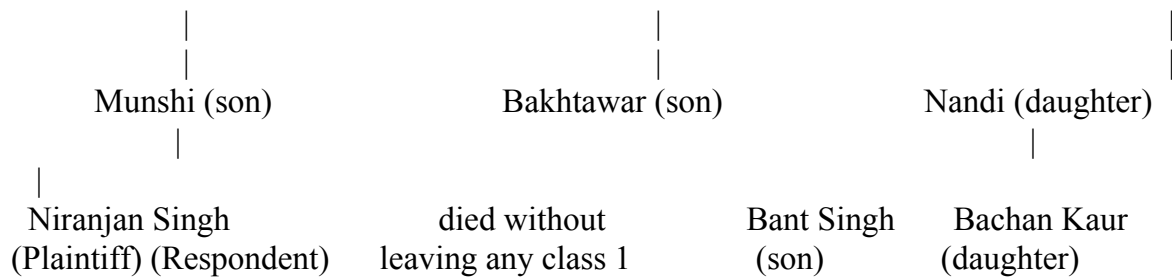 Munshi (son) Bakhtawar (son) Nandi (daughter)
Niranjan Singh died without Bant Singh Bachan Kaur
(Plaintiff) (Respondent) leaving any class 1 (son) (daughter)